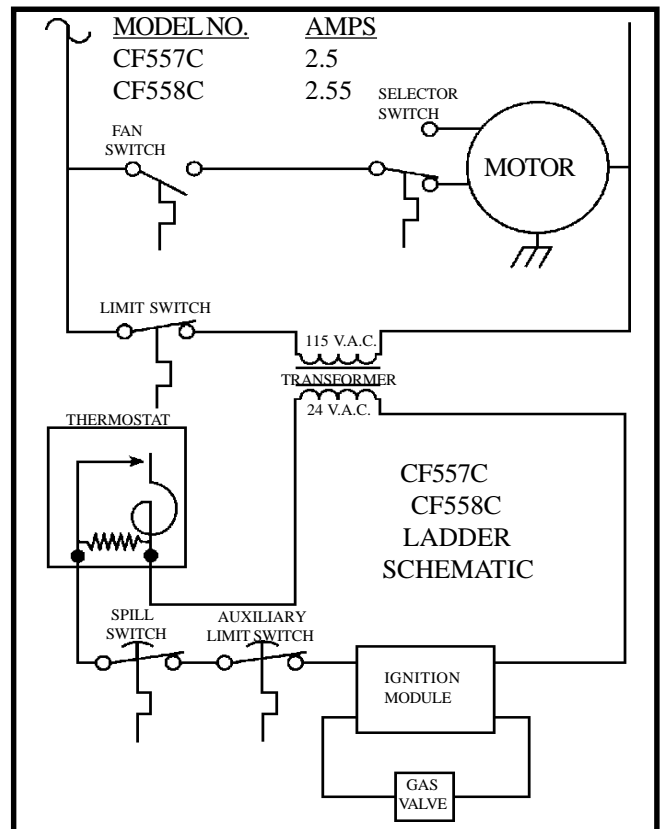 MODEL NO. AMPS
CF557C 2.5
CF558C 2.55
SELECTOR
SWITCH
FAN
SWITCH
MOTOR
LIMIT SWITCH
115 V.A.C.
TRANSFORMER
24 V.A.C.
THERMOSTAT
CF557C
CF558C
LADDER
SCHEMATIC
SPILL
SWITCH
AUXILIARY
LIMIT SWITCH
IGNITION
MODULE
GAS
VALVE